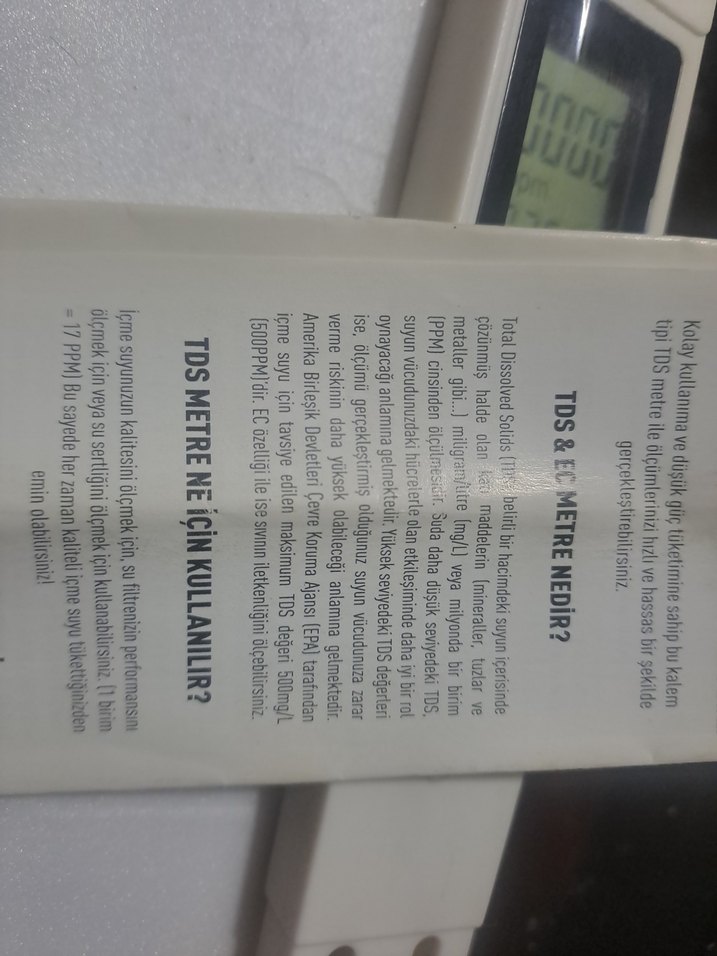 Kolay kullanıma ve düşük güç tüketimine sahip bu kalem
tipi TDS metre ile ölçümlerinizi hızlı ve hassas bir şekilde
gerçekleştirebilirsiniz.
TDS & EC METRE NEDİR?
Total Dissolved Solids (TDS) belirli bir hacimdeki suyun içerisinde
çözünmüş halde olan katı maddelerin (mineraller, tuzlar ve
metaller gibi...) miligram/litre (mg/L) veya milyonda bir birim
(PPM) cinsinden ölçülmesidir. Suda daha düşük seviyedeki TDS,
suyun vücudunuzdaki hücrelerle olan etkileşiminde daha iyi bir rol
oynayacağı anlamına gelmektedir. Yüksek seviyedeki TDS değerleri
ise, ölçümü gerçekleştirmiş olduğunuz suyun vücudunuza zarar
verme riskinin daha yüksek olabileceği anlamına gelmektedir.
Amerika Birleşik Devletleri Çevre Koruma Ajansı (EPA) tarafından
içme suyu için tavsiye edilen maksimum TDS değeri 500mg/L
(500PPM)'dir. EC özelliği ile ise sıvının iletkenliğini ölçebilirsiniz.
TDS METRE NE İÇİN KULLANILIR?
İçme suyunuzun kalitesini ölçmek için, su filtrenizin performansını
ölçmek için veya su sertliğini ölçmek için kullanabilirsiniz. (1 birim
= 17 PPM) Bu sayede her zaman kaliteli içme suyu tükettiğinizden
emin olabilirsiniz!